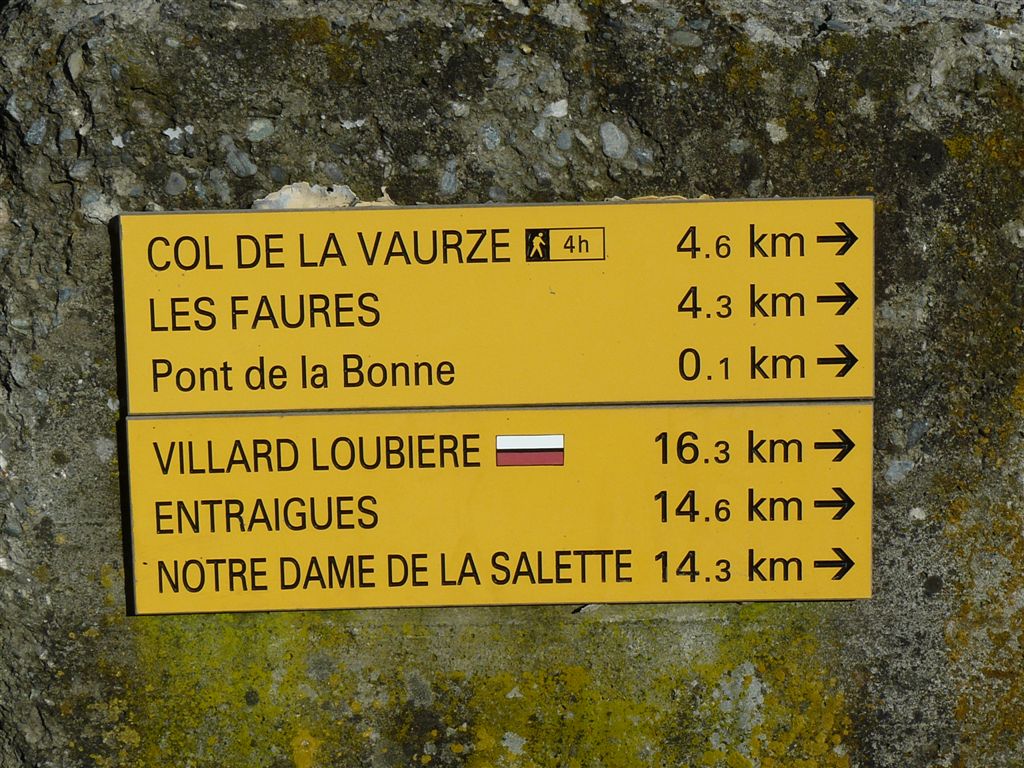 COL DE LA VAURZE 4h 4.6 km →
LES FAURES 4.3 km →
Pont de la Bonne 0.1 km →
VILLARD LOUBIERE 16.3 km →
ENTRAIGUES 14.6 km →
NOTRE DAME DE LA SALETTE 14.3 km →